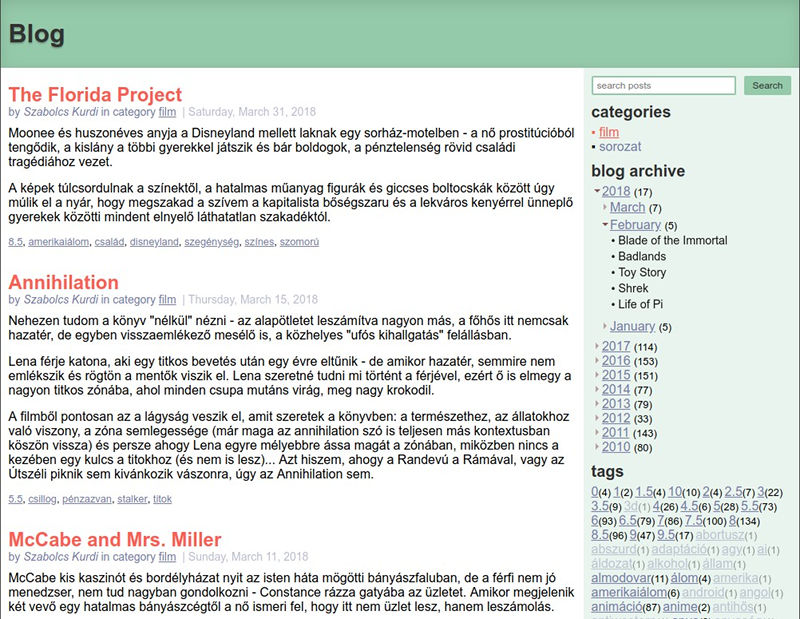 Blog
The Florida Project
by Szabolcs Kurdi in category film | Saturday, March 31, 2018
Moonee és huszonéves anyja a Disneyland mellett laknak egy sorház-motelben - a nő prostitúcióból
tengődik, a kislány a többi gyerekkel játszik és bár boldogok, a pénztelenség rövid családi
tragédiához vezet.
A képek túlcsordulnak a színektől, a hatalmas műanyag figurák és giccses boltocskák között úgy
múlik el a nyár, hogy megszakad a szívem a kapitalista bőségszaru és a lekváros kenyérrel ünneplő
gyerekek közötti mindent elnyelő láthatatlan szakadéktól.
8.5, amerikaiálom, család, disneyland, szegénység, színes, szomorú
Annihilation
by Szabolcs Kurdi in category film | Thursday, March 15, 2018
Nehezen tudom a könyv "nélkül" nézni - az alapötletet leszámítva nagyon más, a főhős itt nemcsak
hazatér, de egyben visszaemlékező mesélő is, a közhelyes "ufós kihallgatás" felállásban.
Lena férje katona, aki egy titkos bevetés után egy évre eltűnik - de amikor hazatér, semmire nem
emlékszik és rögtön a mentők viszik el. Lena szeretné tudni mi történt a férjével, ezért ő is elmegy a
nagyon titkos zónába, ahol minden csupa mutáns virág, meg nagy krokodil.
A filmből pontosan az a lágyság veszik el, amit szeretek a könyvben: a természethez, az állatokhoz
való viszony, a zóna semlegessége (már maga az annihilation szó is teljesen más kontextusban
köszön vissza) és persze ahogy Lena egyre mélyebbre ássa magát a zónában, miközben nincs a
kezében egy kulcs a titokhoz (és nem is lesz)... Azt hiszem, ahogy a Randevú a Rámával, vagy az
Útszéli piknik sem kivánkozik vászonra, úgy az Annihilation sem.
5.5, csillog, pénzazvan, stalker, titok
McCabe and Mrs. Miller
by Szabolcs Kurdi in category film | Sunday, March 11, 2018
McCabe kis kaszinót és bordélyházat nyit az isten háta mögötti bányászfaluban, de a férfi nem jó
menedzser, nem tud nagyban gondolkozni - Constance rázza gatyába az üzletet. Amikor megjelenik
két vevő egy hatalmas bányászcégtől a nő ismeri fel, hogy itt nem üzlet lesz, hanem leszámolás.
search posts Search
categories
film
sorozat
blog archive
2018 (17)
March (7)
February (5)
• Blade of the Immortal
• Badlands
• Toy Story
• Shrek
• Life of Pi
January (5)
2017 (114)
2016 (153)
2015 (151)
2014 (77)
2013 (79)
2012 (33)
2011 (143)
2010 (80)
tags
0(4) 1(2) 1.5(4) 10(10) 2(4) 2.5(7) 3(22)
3.5(9) 3d(1) 4(26) 4.5(6) 5(28) 5.5(73)
6(93) 6.5(79) 7(86) 7.5(100) 8(134)
8.5(96) 9(47) 9.5(17) abortusz(1)
abszurd(1) adaptáció(1) agy(1) ai(1)
áldozat(1) alkohol(1) állam(1)
almodovar(11) álom(4) amerika(1)
amerikaiálom(6) android(1) angol(1)
animáció(87) anime(2) antihős(1)